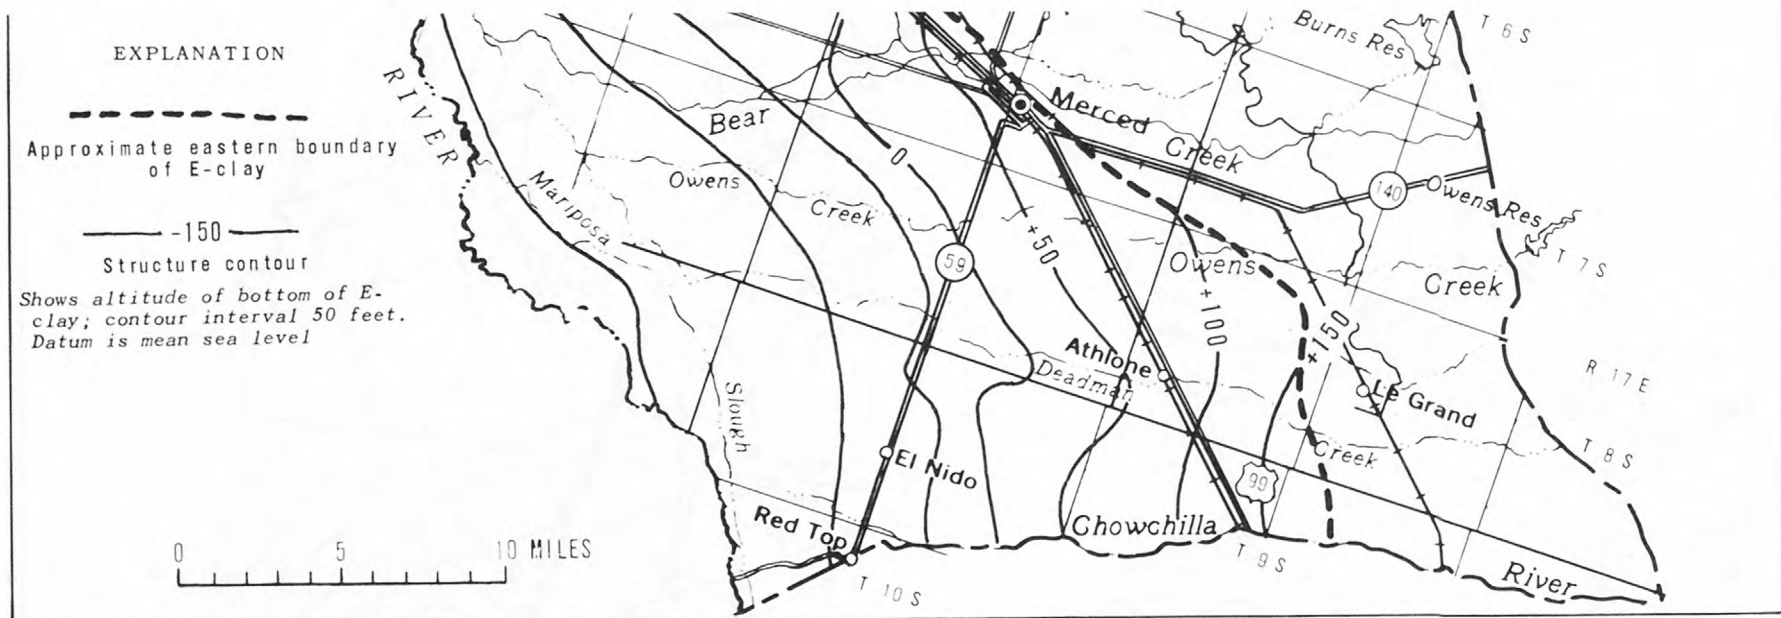 EXPLANATION
Approximate eastern boundary
of E-clay
-150
Structure contour
Shows altitude of bottom of E-
clay; contour interval 50 feet.
Datum is mean sea level
0 5 10 MILES
RIVER
Burns Res
T 6 S
Bear
Merced
Creek
0
Mariposa
Owens
Creek
140
Owens Res
+50
59
Owens
Creek
T 7 S
+100
+150
Athlone
Deadman
R 17 E
Le Grand
Slough
El Nido
Creek
T 8 S
99
Red Top
Chowchilla
T 9 S
River
T 10 S